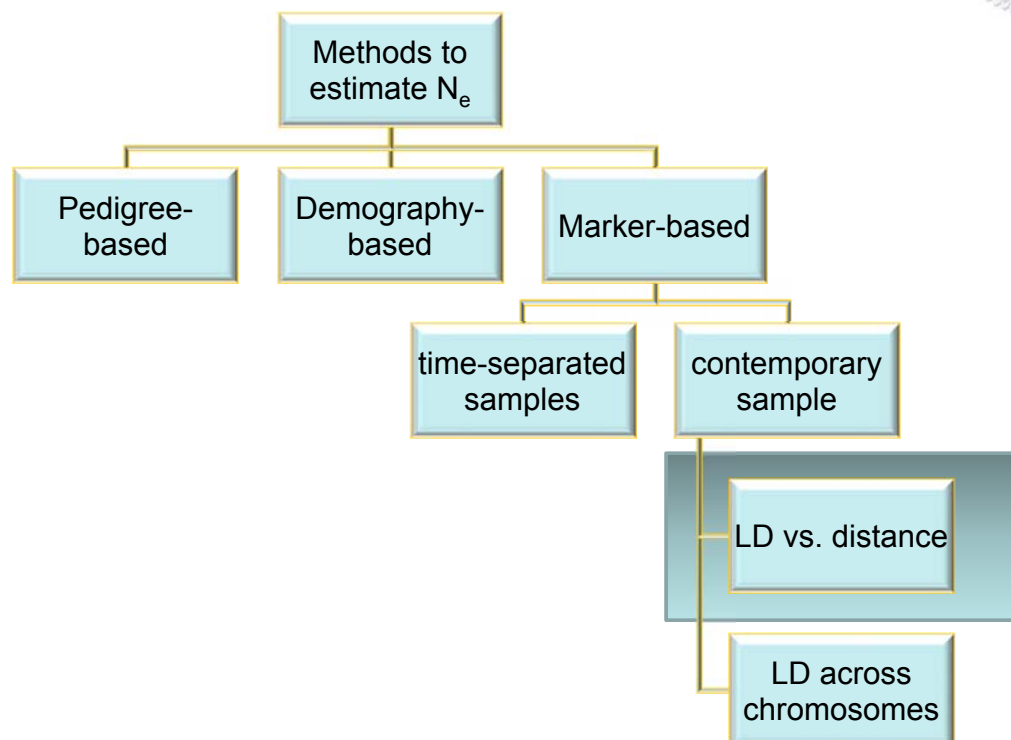 Methods to
estimate Nₑ
Pedigree-
based
Demography-
based
Marker-based
time-separated
samples
contemporary
sample
LD vs. distance
LD across
chromosomes